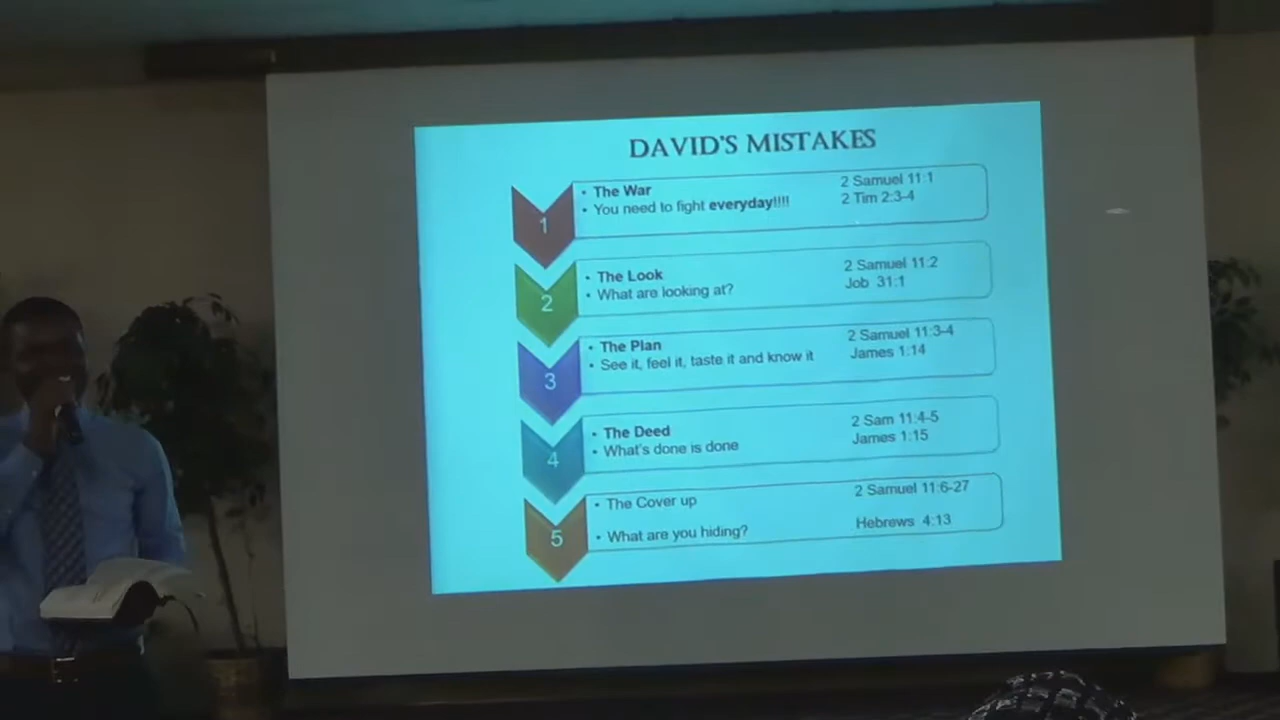 DAVID'S MISTAKES
1
• The War 2 Samuel 11:1
• You need to fight everyday!!!! 2 Tim 2:3-4
2
• The Look 2 Samuel 11:2
• What are looking at? Job 31:1
3
• The Plan 2 Samuel 11:3-4
• See it, feel it, taste it and know it James 1:14
4
• The Deed 2 Sam 11:4-5
• What's done is done James 1:15
5
• The Cover up 2 Samuel 11:6-27
• What are you hiding? Hebrews 4:13